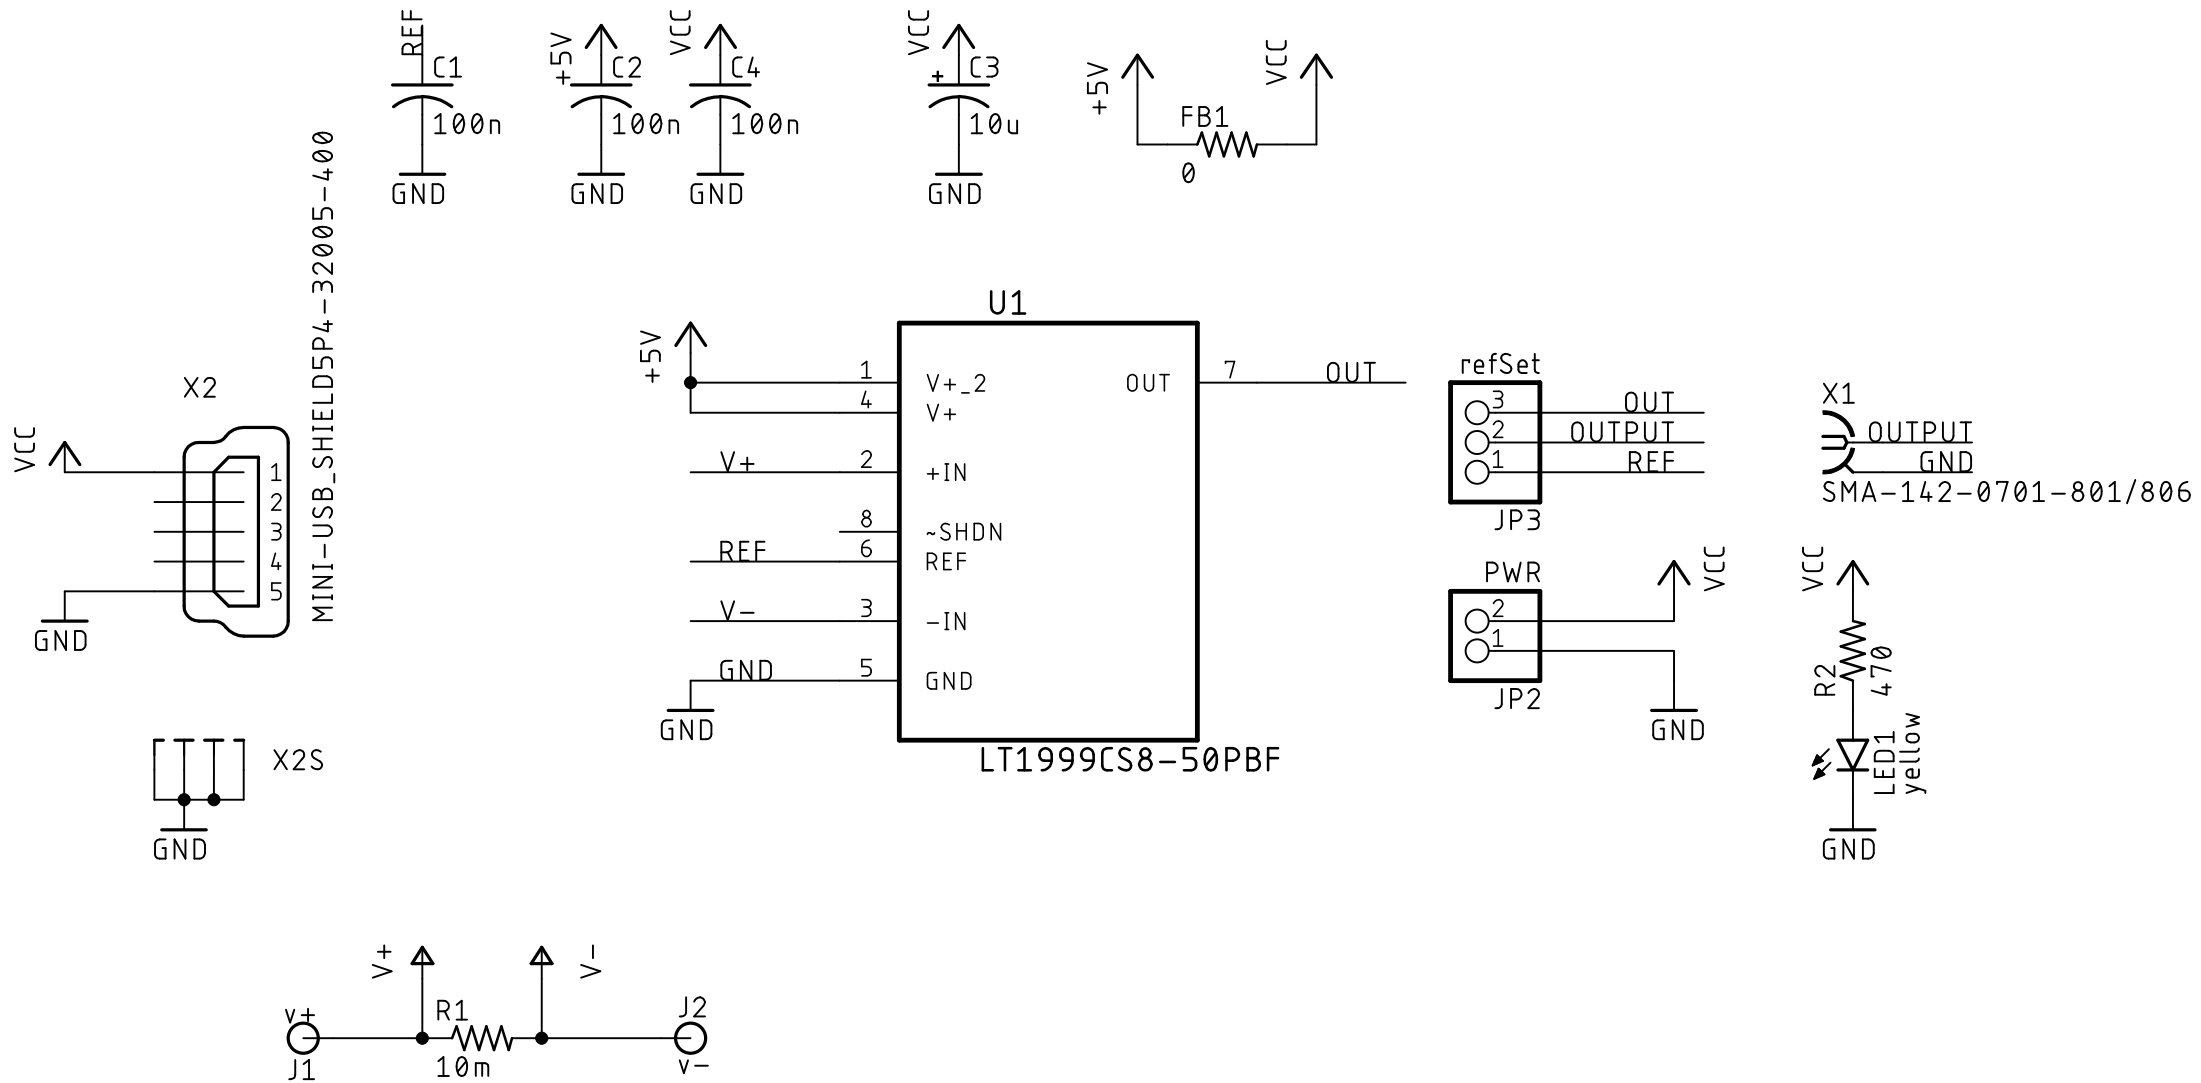 REF
C1
100n
GND
+5V
C2
100n
GND
VCC
C4
100n
GND
VCC
+
C3
10u
GND
+5V
FB1
0
VCC
X2
MINI-USB_SHIELD5P4-32005-400
VCC
1
2
3
4
5
GND
X2S
GND
U1
+5V
1 V+_2
4 V+
V+ 2 +IN
8 ~SHDN
REF 6 REF
V- 3 -IN
GND 5 GND
GND
OUT 7 OUT
LT1999CS8-50PBF
refSet
3 OUT
2 OUTPUT
1 REF
JP3
X1
OUTPUT
GND
SMA-142-0701-801/806
PWR
2
1
JP2
VCC
GND
VCC
R2
470
LED1
yellow
GND
V+
V-
v+
J1
R1
10m
J2
v-